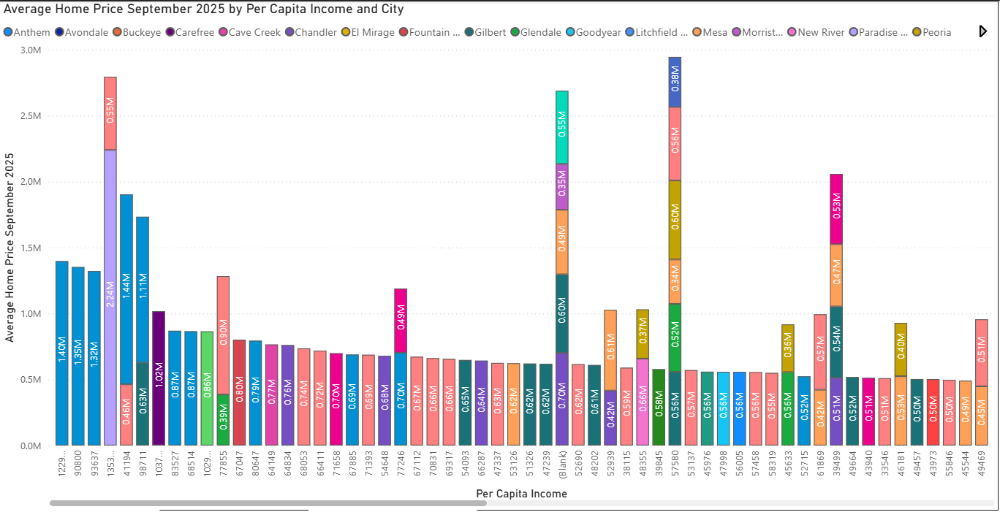 Average Home Price September 2025 by Per Capita Income and City
Anthem Avondale Buckeye Carefree Cave Creek Chandler El Mirage Fountain ... Gilbert Glendale Goodyear Litchfield ... Mesa Morrist... New River Paradise ... Peoria
Average Home Price September 2025
3.0M
2.5M
2.0M
1.5M
1.0M
0.5M
0.0M
1.40M
1.35M
1.32M
0.55M
2.24M
1.44M
0.46M
1.11M
0.63M
1.02M
0.87M
0.87M
0.86M
0.90M
0.39M
0.80M
0.79M
0.77M
0.76M
0.74M
0.72M
0.70M
0.69M
0.69M
0.68M
0.49M
0.70M
0.67M
0.66M
0.66M
0.65M
0.64M
0.63M
0.62M
0.62M
0.62M
0.55M
0.35M
0.49M
0.60M
0.70M
0.62M
0.61M
0.61M
0.42M
0.59M
0.37M
0.66M
0.58M
0.38M
0.56M
0.60M
0.34M
0.52M
0.56M
0.57M
0.56M
0.56M
0.56M
0.56M
0.55M
0.36M
0.56M
0.52M
0.57M
0.42M
0.53M
0.47M
0.54M
0.51M
0.52M
0.51M
0.51M
0.40M
0.53M
0.50M
0.50M
0.50M
0.49M
0.51M
0.45M
1229...
90800
93637
1353...
41194
98711
1037...
83527
68514
1029...
77855
67047
80647
64149
64834
68053
66411
71658
67885
71393
54648
77246
67112
70831
69317
54093
66287
47337
53126
51326
47239
(Blank)
52690
48202
52939
38115
48355
39845
57580
53137
45976
47998
56005
57458
58319
45633
52715
61869
39499
49664
43940
33546
46181
49457
43973
55846
45544
49469
Per Capita Income